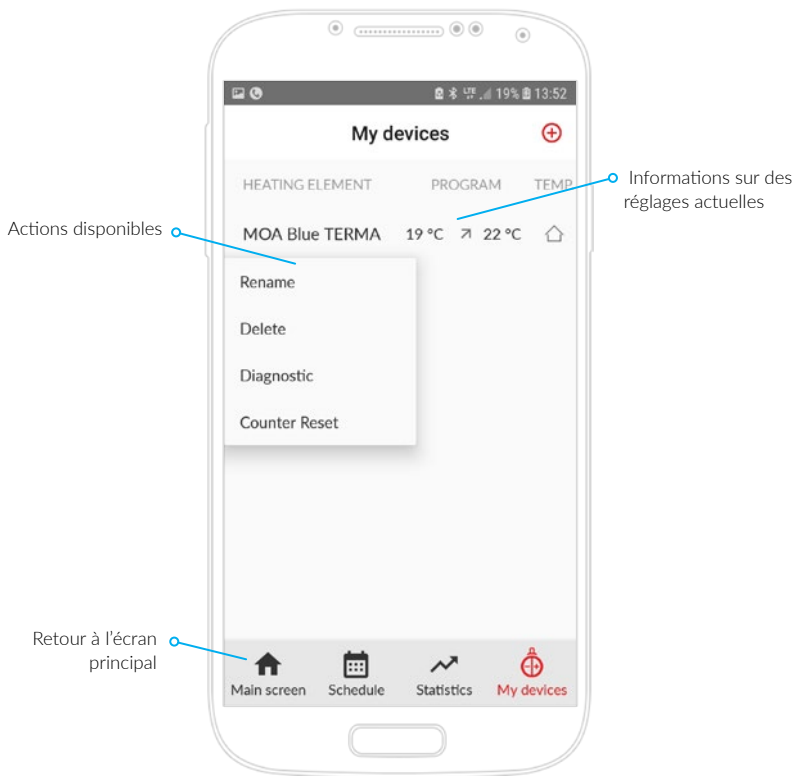 LTE 19% 13:52
My devices
HEATING ELEMENT PROGRAM TEMP
Informations sur des
réglages actuelles
Actions disponibles
MOA Blue TERMA 19 °C 22 °C
Rename
Delete
Diagnostic
Counter Reset
Retour à l’écran
principal
Main screen Schedule Statistics My devices